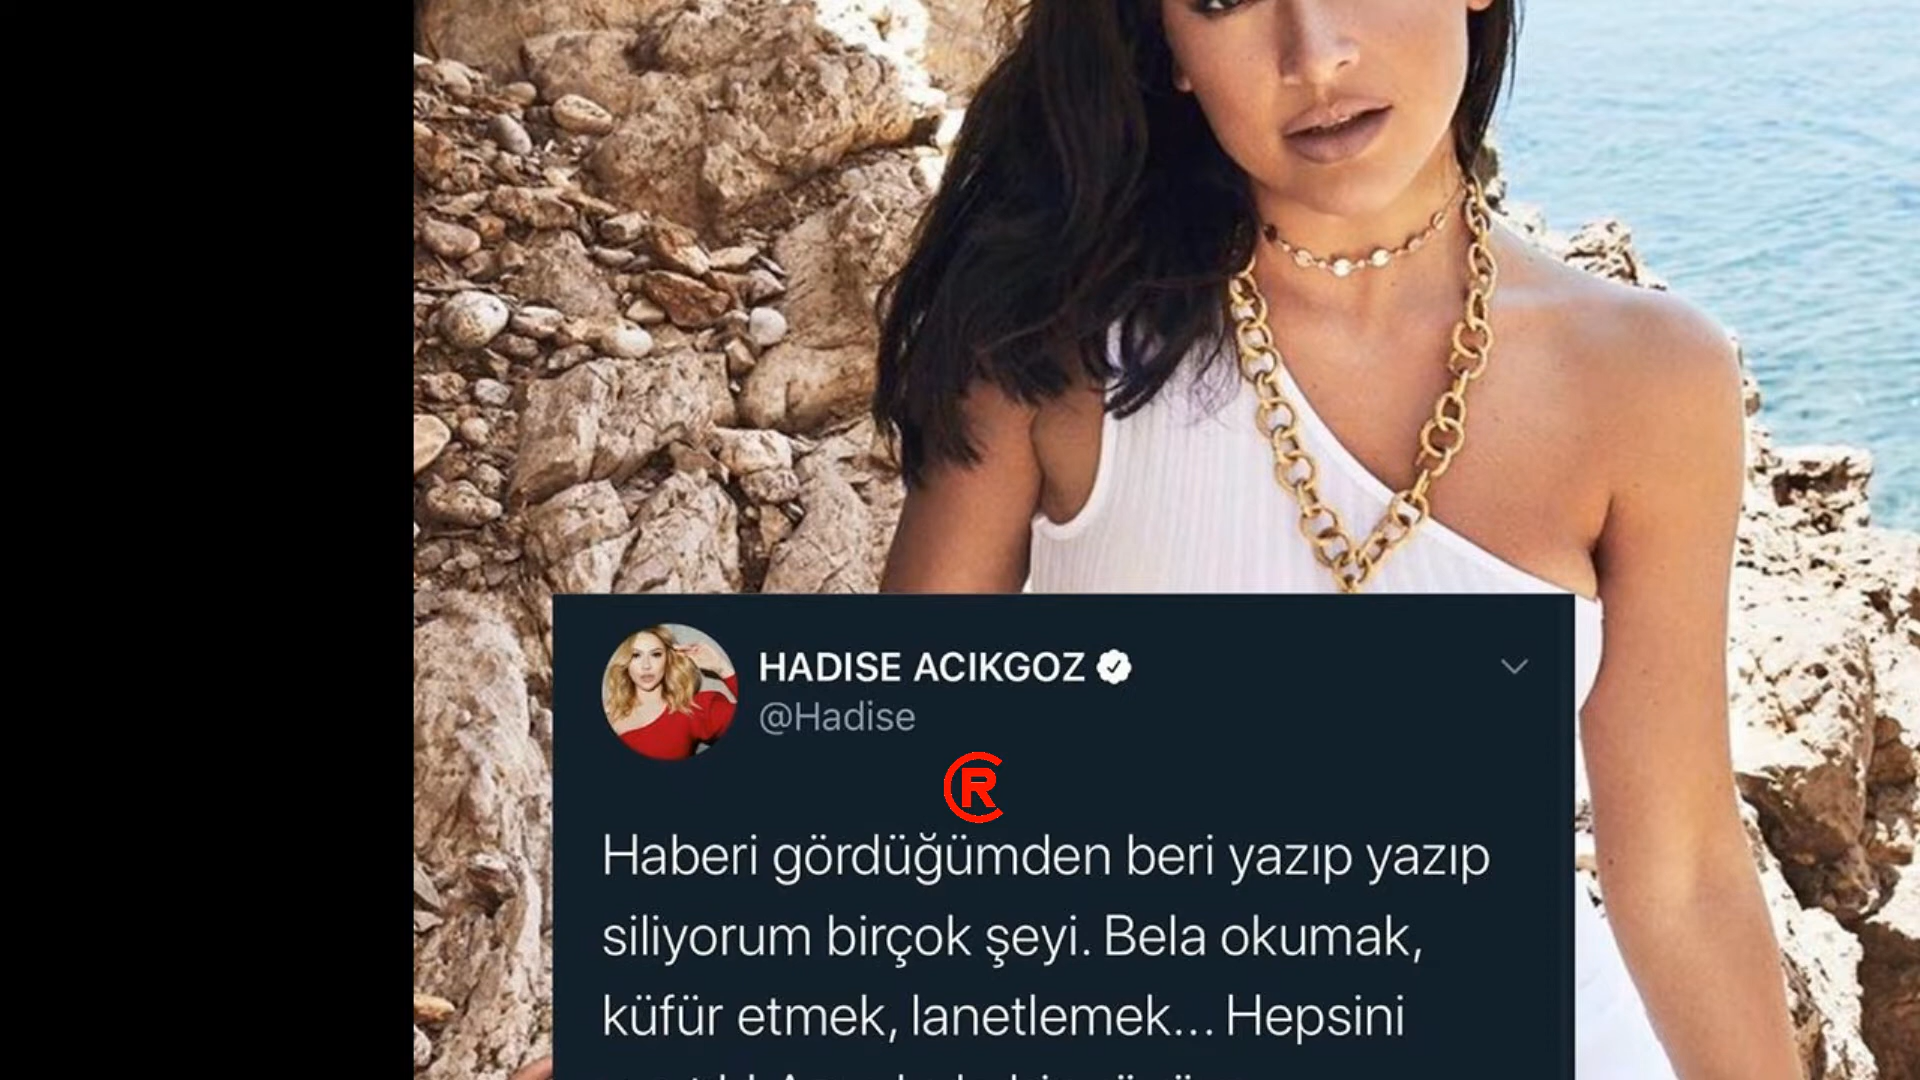 HADISE ACIKGOZ
@Hadise
R
Haberi gördüğümden beri yazıp yazıp
siliyorum birçok şeyi. Bela okumak,
küfür etmek, lanetlemek... Hepsini